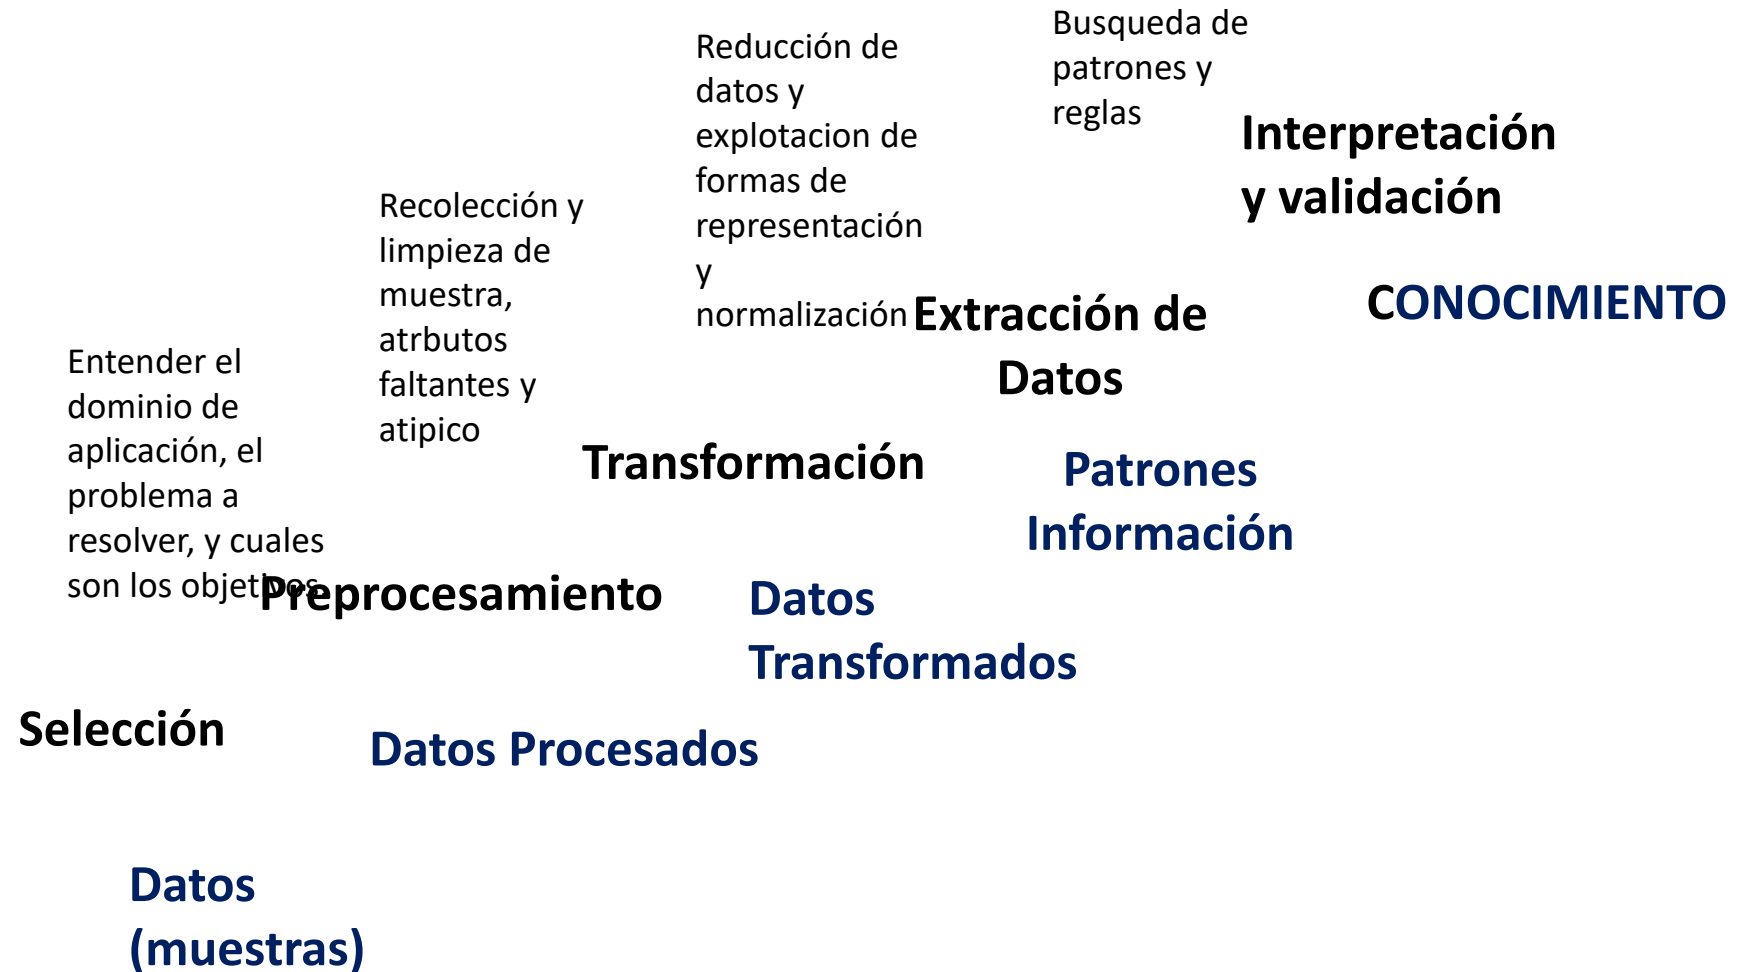 Entender el
dominio de
aplicación, el
problema a
resolver, y cuales
son los objetivos.
Selección
Datos
(muestras)
Recolección y
limpieza de
muestra,
atrbutos
faltantes y
atipico
Preprocesamiento
Datos Procesados
Reducción de
datos y
explotacion de
formas de
representación
y
normalización
Transformación
Datos
Transformados
Busqueda de
patrones y
reglas
Extracción de
Datos
Patrones
Información
Interpretación
y validación
CONOCIMIENTO